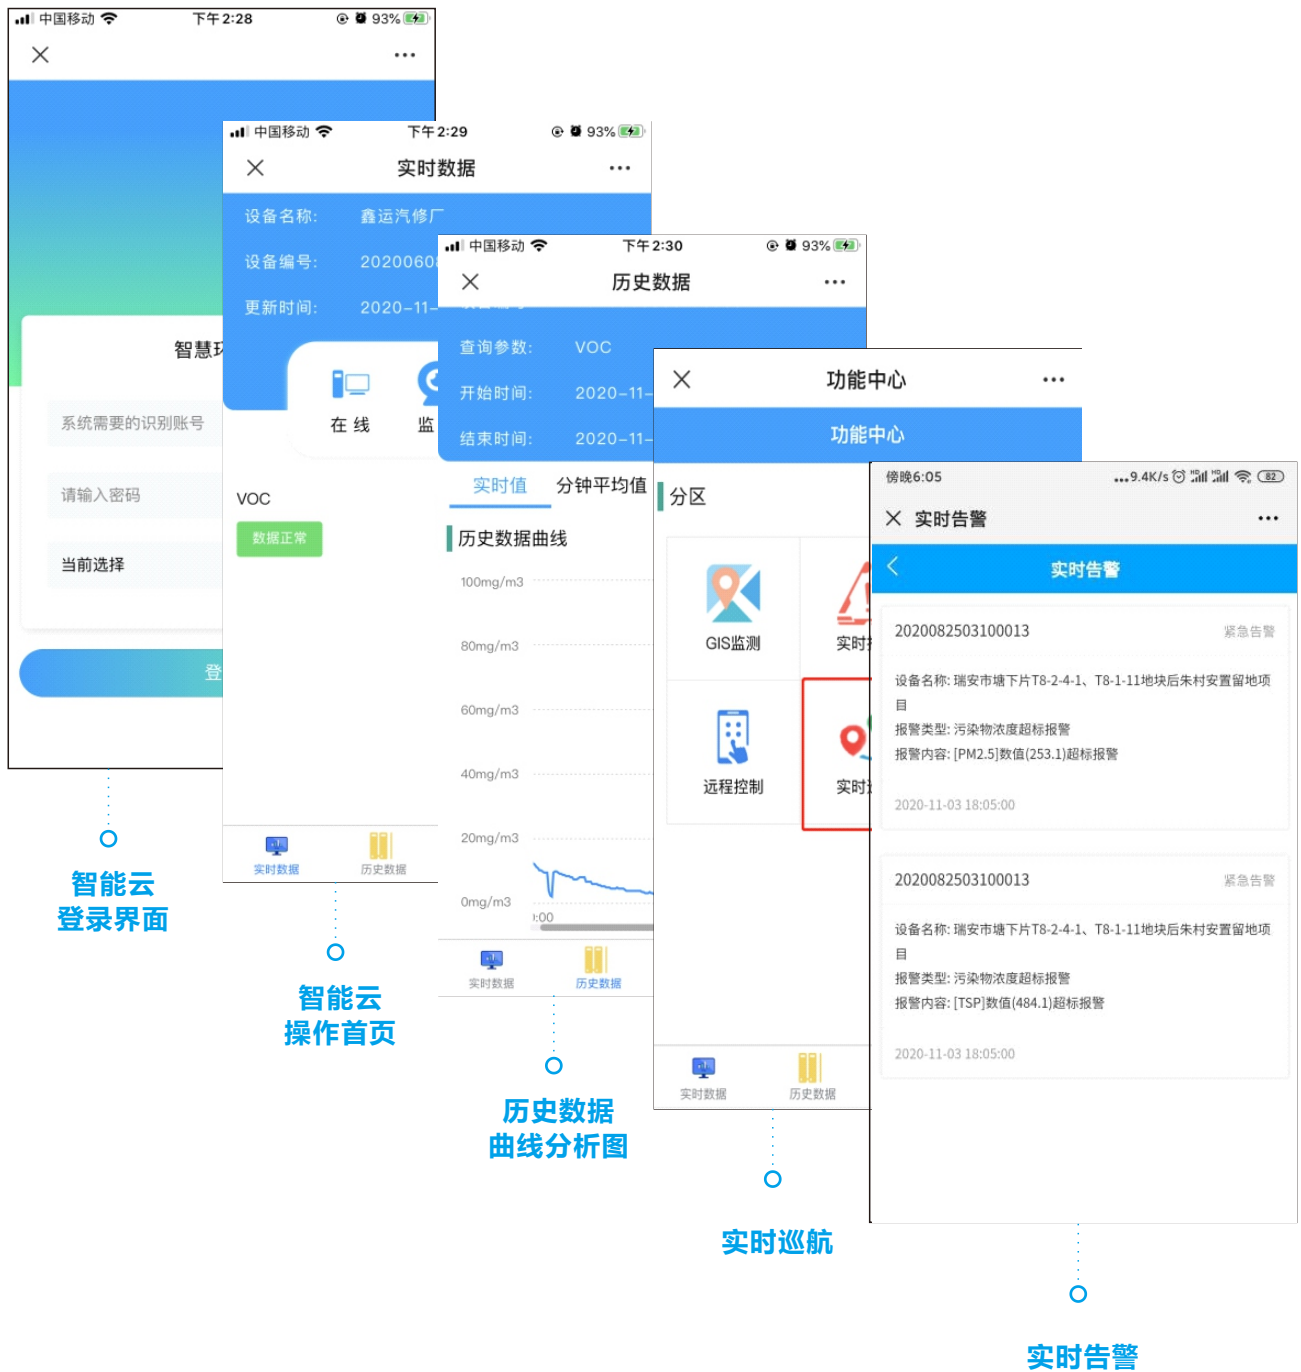 中国移动
下午2:28
93%
智慧环
系统需要的识别账号
请输入密码
当前选择
登
智能云
登录界面
中国移动
下午2:29
93%
实时数据
设备名称: 鑫运汽修厂
设备编号: 20200608
更新时间: 2020-11-
在 线
监
VOC
数据正常
实时数据
历史数据
智能云
操作首页
中国移动
下午2:30
93%
历史数据
查询参数: VOC
开始时间: 2020-11-
结束时间: 2020-11-
实时值
分钟平均值
历史数据曲线
100mg/m3
80mg/m3
60mg/m3
40mg/m3
20mg/m3
0mg/m3
:00
实时数据
历史数据
历史数据
曲线分析图
功能中心
功能中心
分区
GIS监测
实时
远程控制
实时
实时数据
历史数据
实时巡航
傍晚6:05
...9.4K/s
82
实时告警
实时告警
2020082503100013
紧急告警
设备名称: 瑞安市塘下片T8-2-4-1、T8-1-11地块后朱村安置留地项
目
报警类型: 污染物浓度超标报警
报警内容: [PM2.5]数值(253.1)超标报警
2020-11-03 18:05:00
2020082503100013
紧急告警
设备名称: 瑞安市塘下片T8-2-4-1、T8-1-11地块后朱村安置留地项
目
报警类型: 污染物浓度超标报警
报警内容: [TSP]数值(484.1)超标报警
2020-11-03 18:05:00
实时告警